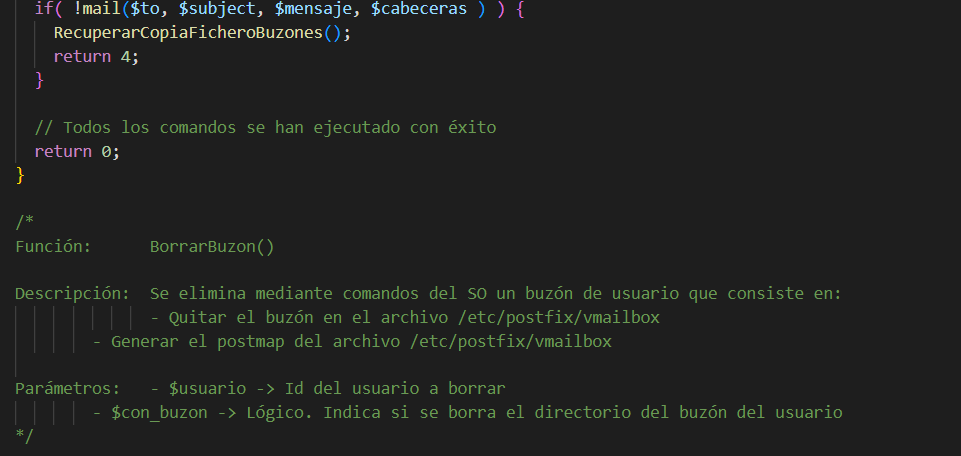 if( !mail($to, $subject, $mensaje, $cabeceras ) ) {
RecuperarCopiaFicheroBuzones();
return 4;
}
// Todos los comandos se han ejecutado con éxito
return 0;
}
/*
Función: BorrarBuzon()
Descripción: Se elimina mediante comandos del SO un buzón de usuario que consiste en:
- Quitar el buzón en el archivo /etc/postfix/vmailbox
- Generar el postmap del archivo /etc/postfix/vmailbox
Parámetros: - $usuario -> Id del usuario a borrar
- $con_buzon -> Lógico. Indica si se borra el directorio del buzón del usuario
*/